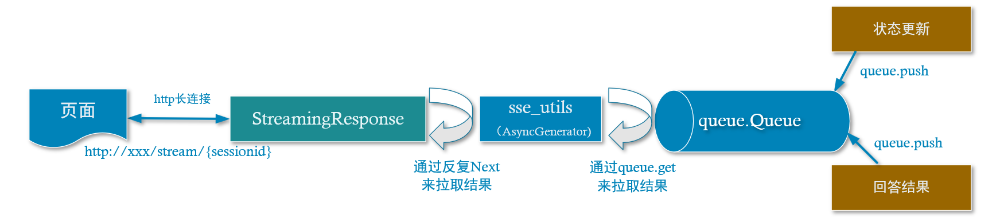 页面
http长连接
http://xxx/stream/{sessionid}
StreamingResponse
通过反复Next
来拉取结果
sse_utils
（AsyncGenerator)
通过queue.get
来拉取结果
queue.Queue
状态更新
queue.push
queue.push
回答结果